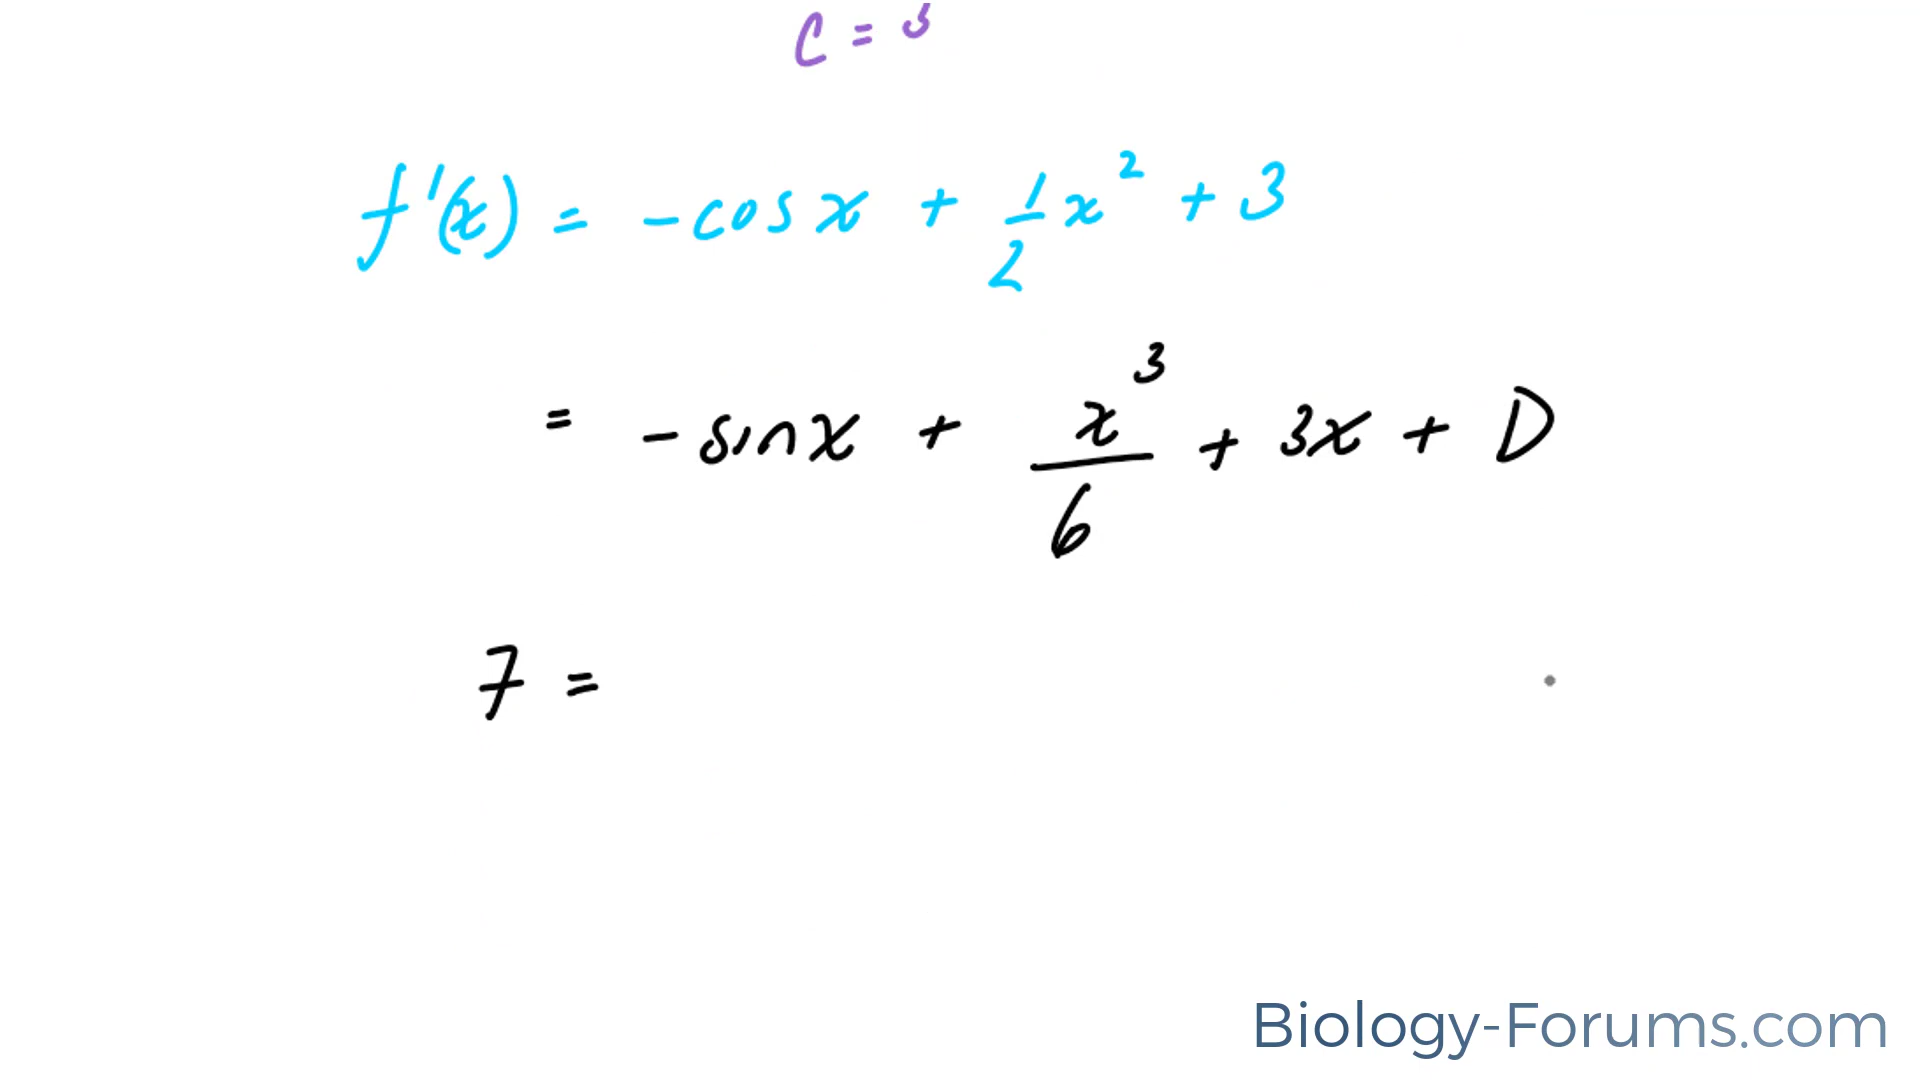 C = 3
f'(x) = -cos x + 1/2 x² + 3
= -sin x + x³/6 + 3x + D
7 =
Biology-Forums.com